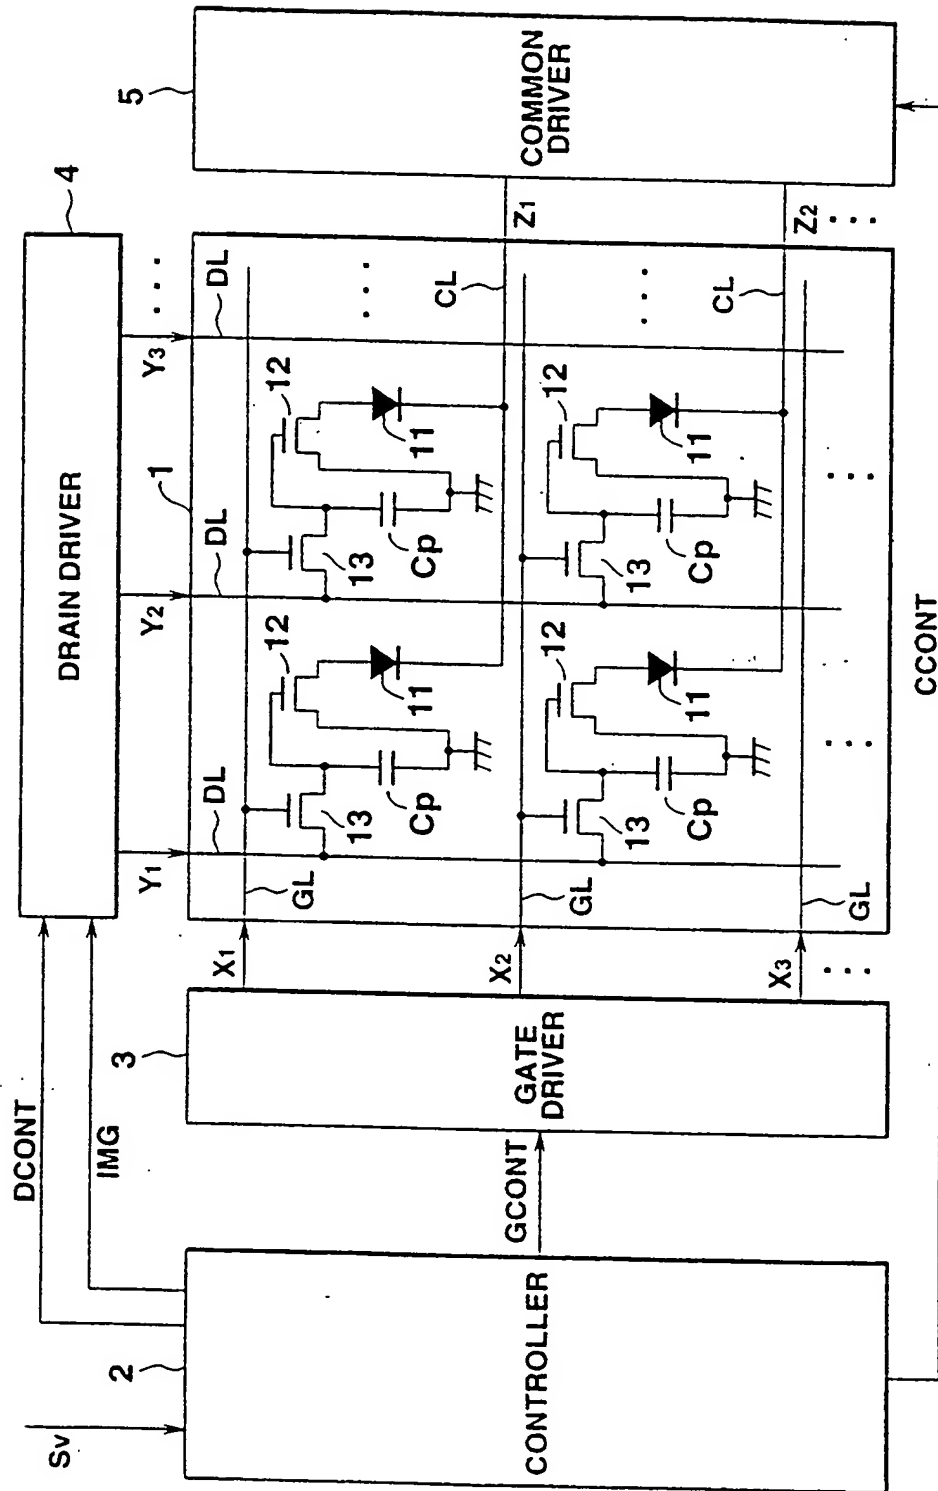 Sv
2
CONTROLLER
DCONT
IMG
GCONT
3
GATE
DRIVER
X1
X2
X3
...
4
DRAIN DRIVER
Y1
Y2
Y3
...
1
DL
DL
DL
GL
GL
GL
13
Cp
12
11
13
Cp
12
11
...
CL
13
Cp
12
11
13
Cp
12
11
...
CL
...
...
Z1
Z2
...
5
COMMON
DRIVER
CCONT